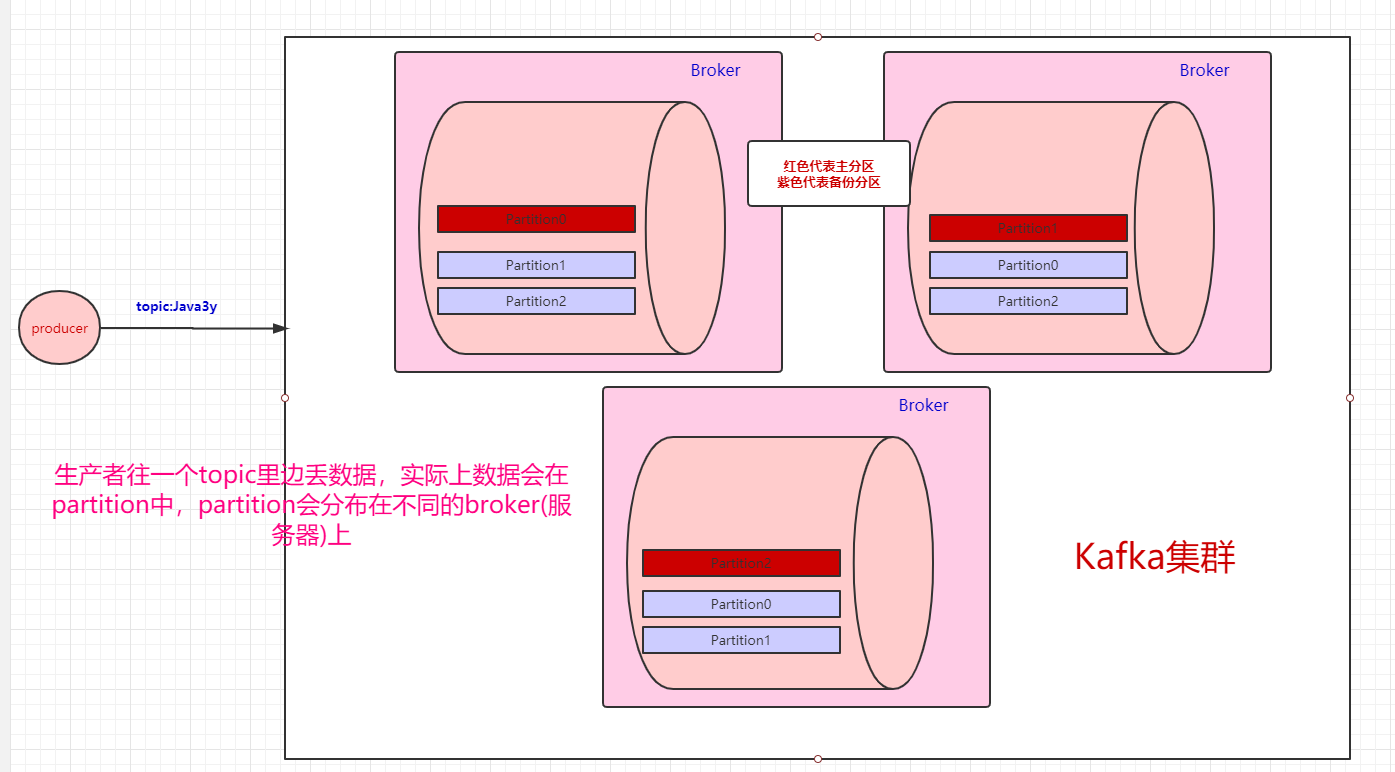 Broker
Broker
红色代表主分区
紫色代表备份分区
Partition0
Partition1
Partition2
Partition1
Partition0
Partition2
topic:Java3y
producer
Broker
生产者往一个topic里边丢数据，实际上数据会在
partition中，partition会分布在不同的broker(服
务器)上
Partition2
Partition0
Partition1
Kafka集群